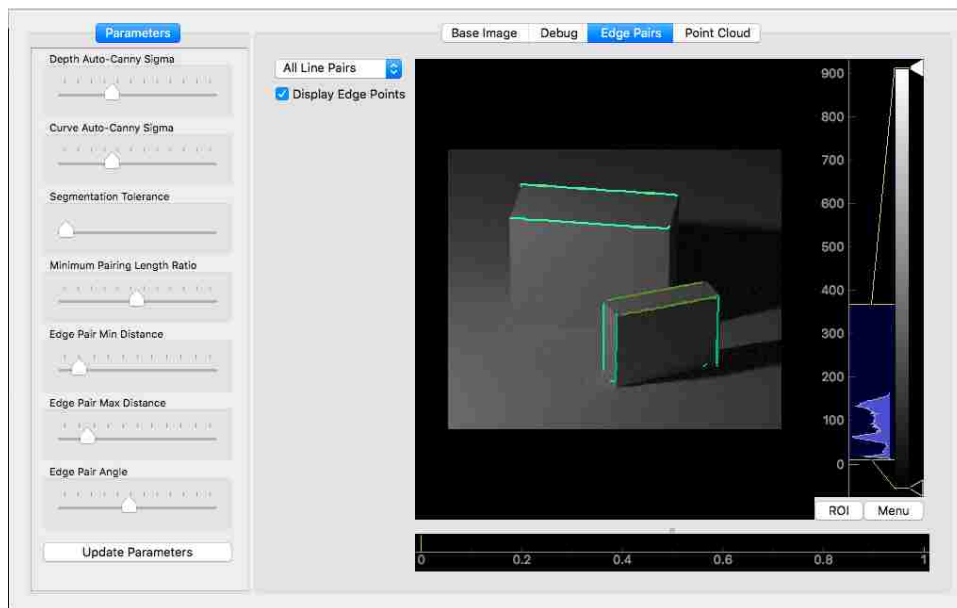 Parameters
Base Image Debug Edge Pairs Point Cloud
Depth Auto-Canny Sigma
Curve Auto-Canny Sigma
Segmentation Tolerance
Minimum Pairing Length Ratio
Edge Pair Min Distance
Edge Pair Max Distance
Edge Pair Angle
Update Parameters
All Line Pairs
Display Edge Points
900
800
700
600
500
400
300
200
100
0
ROI Menu
0 0.2 0.4 0.6 0.8 1